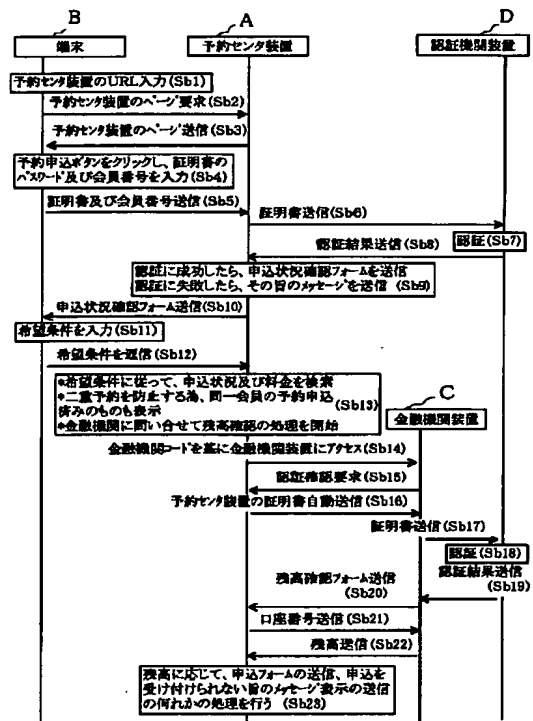 B
A
D
端末
予約センタ装置
認証機関装置
予約センタ装置のURL入力(Sb1)
予約センタ装置のページ要求(Sb2)
予約センタ装置のページ送信(Sb3)
予約申込ボタンをクリックし、証明書の
パスワード及び会員番号を入力(Sb4)
証明書及び会員番号送信(Sb5)
証明書送信(Sb6)
認証(Sb7)
認証結果送信(Sb8)
認証に成功したら、申込状況確認フォームを送信
認証に失敗したら、その旨のメッセージを送信 (Sb9)
申込状況確認フォーム送信(Sb10)
希望条件を入力(Sb11)
希望条件を返信(Sb12)
*希望条件に従って、申込状況及び料金を検索
*二重予約を防止する為、同一会員の予約申込
済みのものも表示
*金融機関に問い合せて残高確認の処理を開始
(Sb13)
C
金融機関装置
金融機関コードを基に金融機関装置にアクセス(Sb14)
認証確認要求(Sb15)
予約センタ装置の証明書自動送信(Sb16)
証明書送信(Sb17)
認証(Sb18)
認証結果送信
(Sb19)
残高確認フォーム送信
(Sb20)
口座番号送信(Sb21)
残高送信(Sb22)
残高に応じて、申込フォームの送信、申込を
受け付けられない旨のメッセージ表示の送信
の何れかの処理を行う (Sb23)